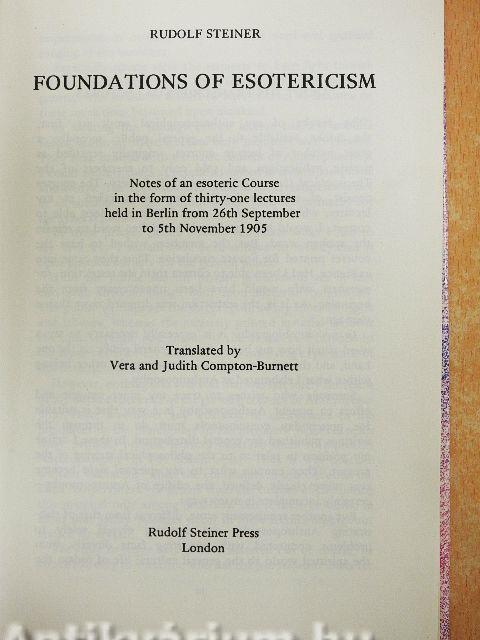 RUDOLF STEINER
FOUNDATIONS OF ESOTERICISM
Notes of an esoteric Course
in the form of thirty-one lectures
held in Berlin from 26th September
to 5th November 1905
Translated by
Vera and Judith Compton-Burnett
Rudolf Steiner Press
London
Antikvárium.hu